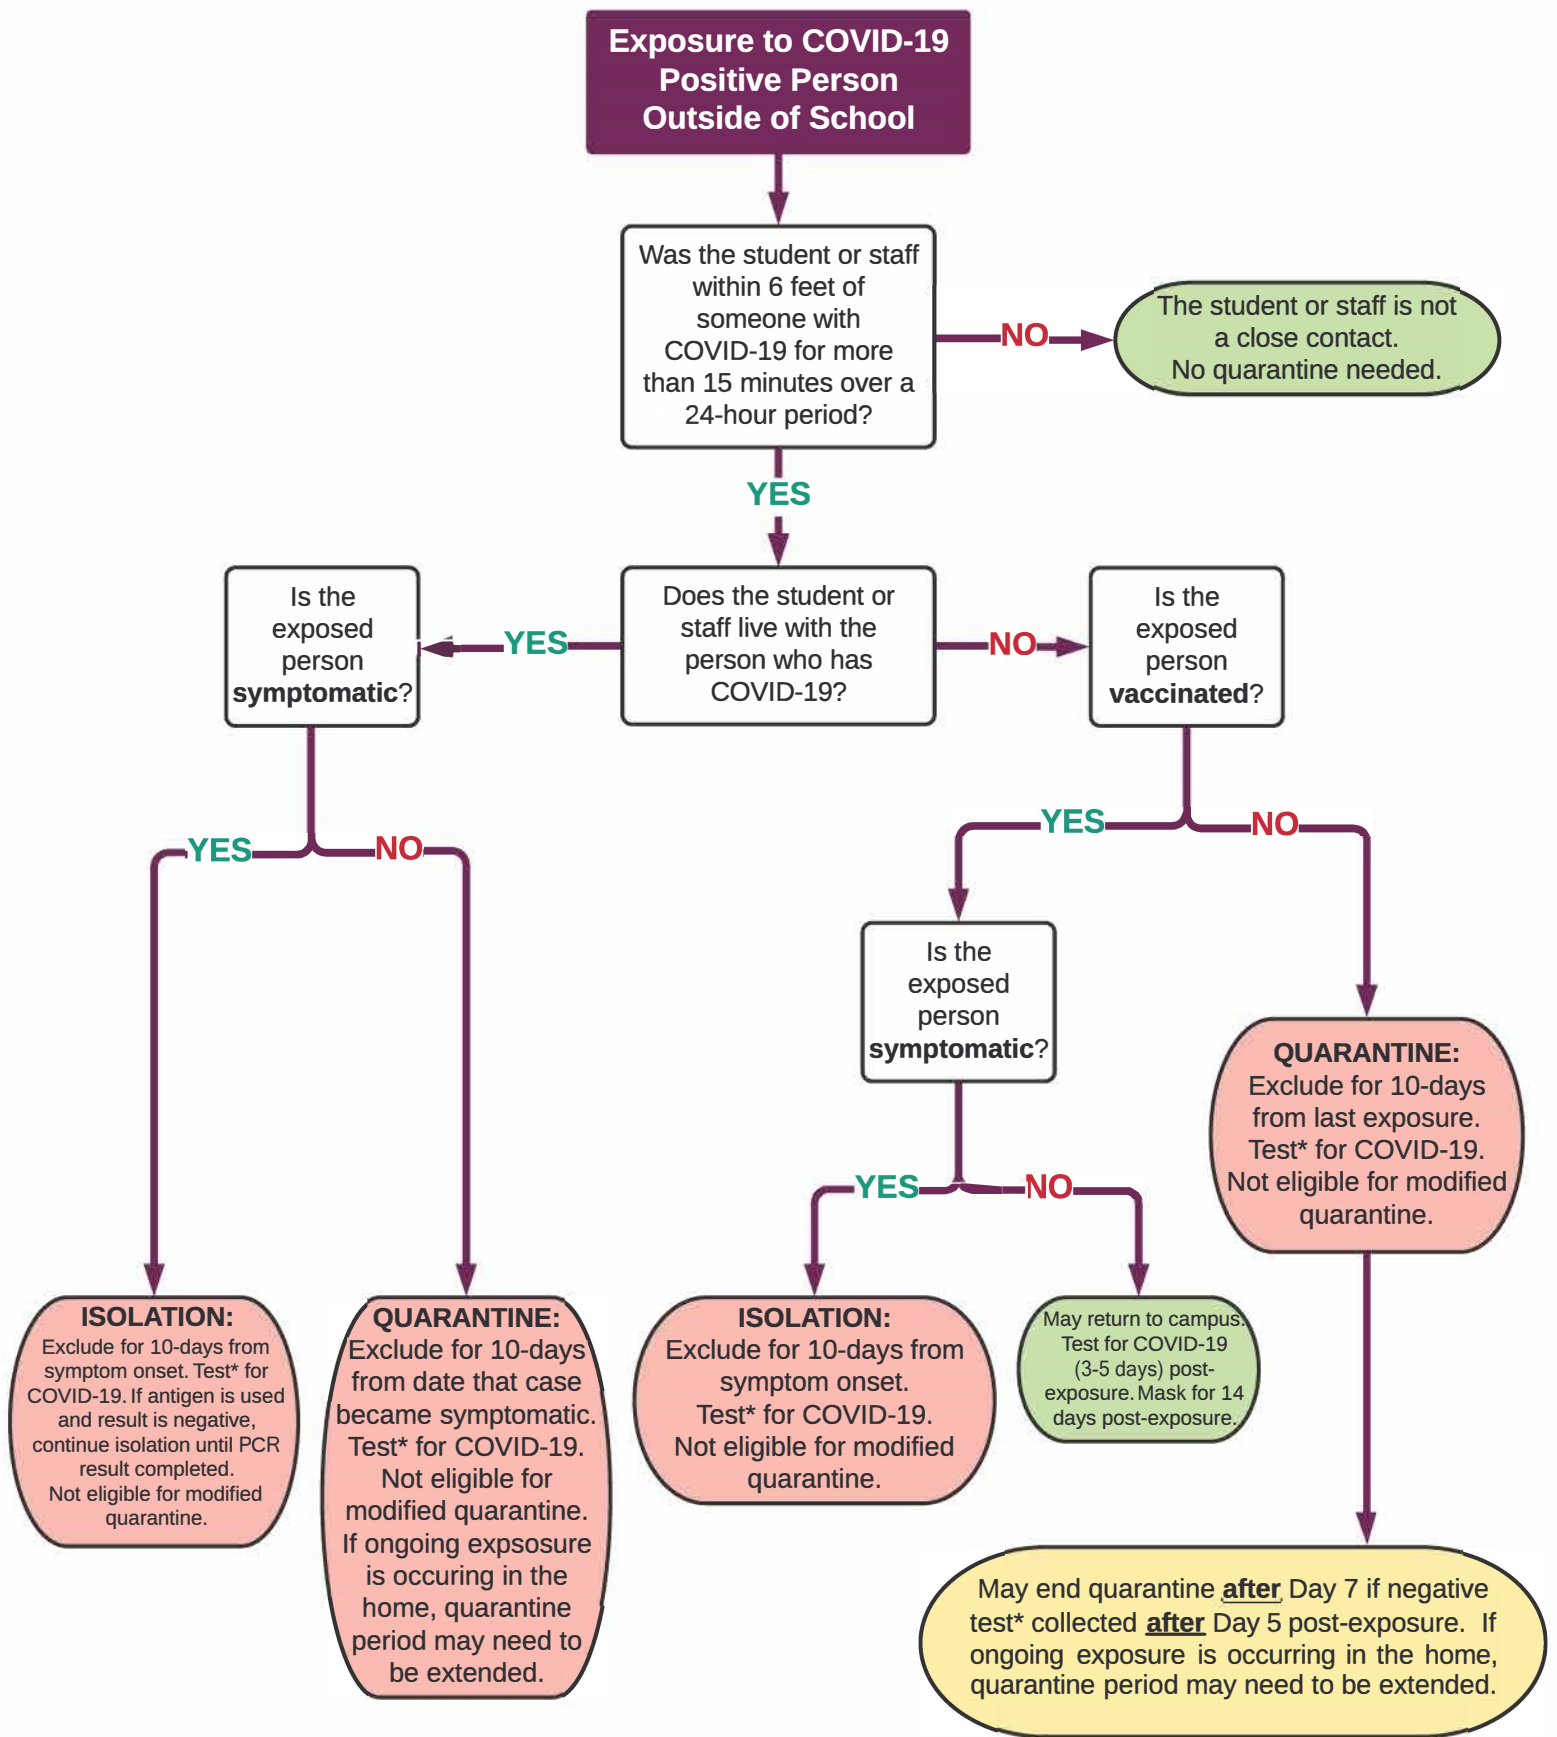 Exposure to COVID-19
Positive Person
Outside of School
Was the student or staff
within 6 feet of
someone with
COVID-19 for more
than 15 minutes over a
24-hour period?
NO
The student or staff is not
a close contact.
No quarantine needed.
YES
Is the
exposed
person
symptomatic?
YES
Does the student or
staff live with the
person who has
COVID-19?
NO
Is the
exposed
person
vaccinated?
YES
NO
YES
NO
Is the
exposed
person
symptomatic?
QUARANTINE:
Exclude for 10-days
from last exposure.
Test* for COVID-19.
Not eligible for modified
quarantine.
YES
NO
ISOLATION:
Exclude for 10-days from
symptom onset. Test* for
COVID-19. If antigen is used
and result is negative,
continue isolation until PCR
result completed.
Not eligible for modified
quarantine.
QUARANTINE:
Exclude for 10-days
from date that case
became symptomatic.
Test* for COVID-19.
Not eligible for
modified quarantine.
If ongoing expsosure
is occuring in the
home, quarantine
period may need to
be extended.
ISOLATION:
Exclude for 10-days from
symptom onset.
Test* for COVID-19.
Not eligible for modified
quarantine.
May return to campus.
Test for COVID-19
(3-5 days) post-
exposure. Mask for 14
days post-exposure.
May end quarantine after Day 7 if negative
test* collected after Day 5 post-exposure. If
ongoing exposure is occurring in the home,
quarantine period may need to be extended.